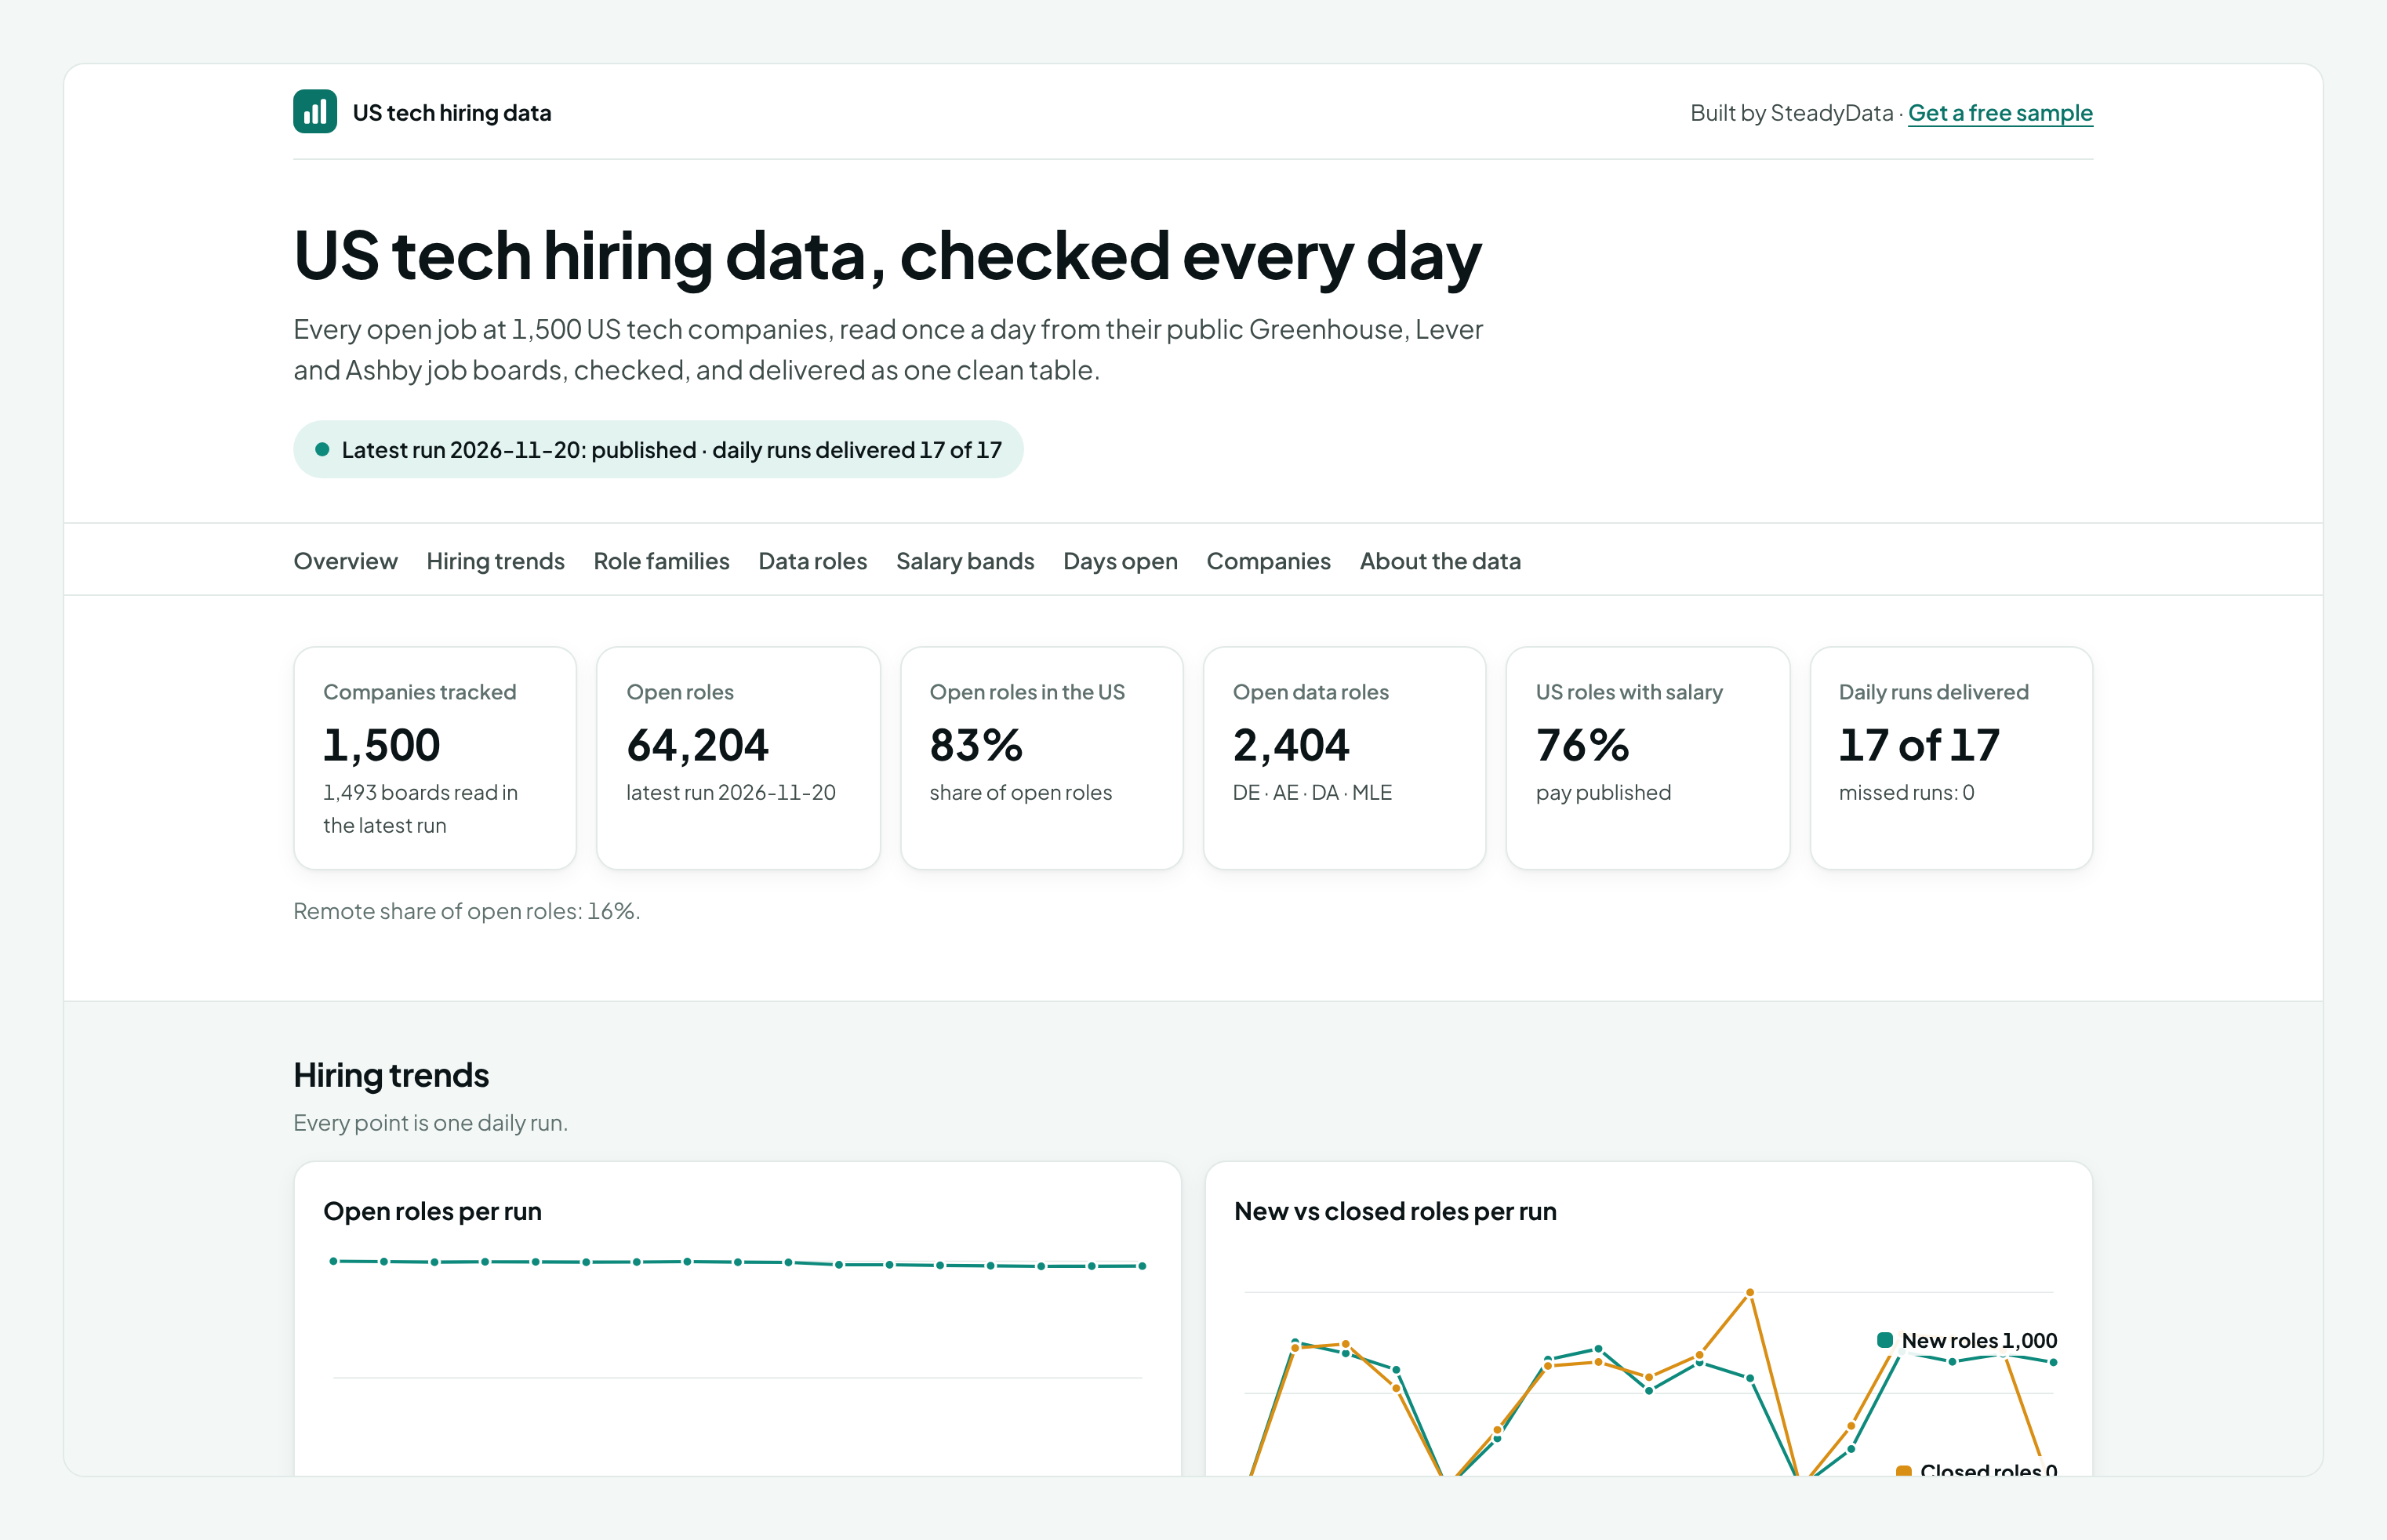 US tech hiring data
Built by SteadyData · Get a free sample
US tech hiring data, checked every day
Every open job at 1,500 US tech companies, read once a day from their public Greenhouse, Lever
and Ashby job boards, checked, and delivered as one clean table.
Latest run 2026-11-20: published · daily runs delivered 17 of 17
Overview
Hiring trends
Role families
Data roles
Salary bands
Days open
Companies
About the data
Companies tracked
1,500
1,493 boards read in
the latest run
Open roles
64,204
latest run 2026-11-20
Open roles in the US
83%
share of open roles
Open data roles
2,404
DE · AE · DA · MLE
US roles with salary
76%
pay published
Daily runs delivered
17 of 17
missed runs: 0
Remote share of open roles: 16%.
Hiring trends
Every point is one daily run.
Open roles per run
New vs closed roles per run
New roles 1,000
Closed roles 0